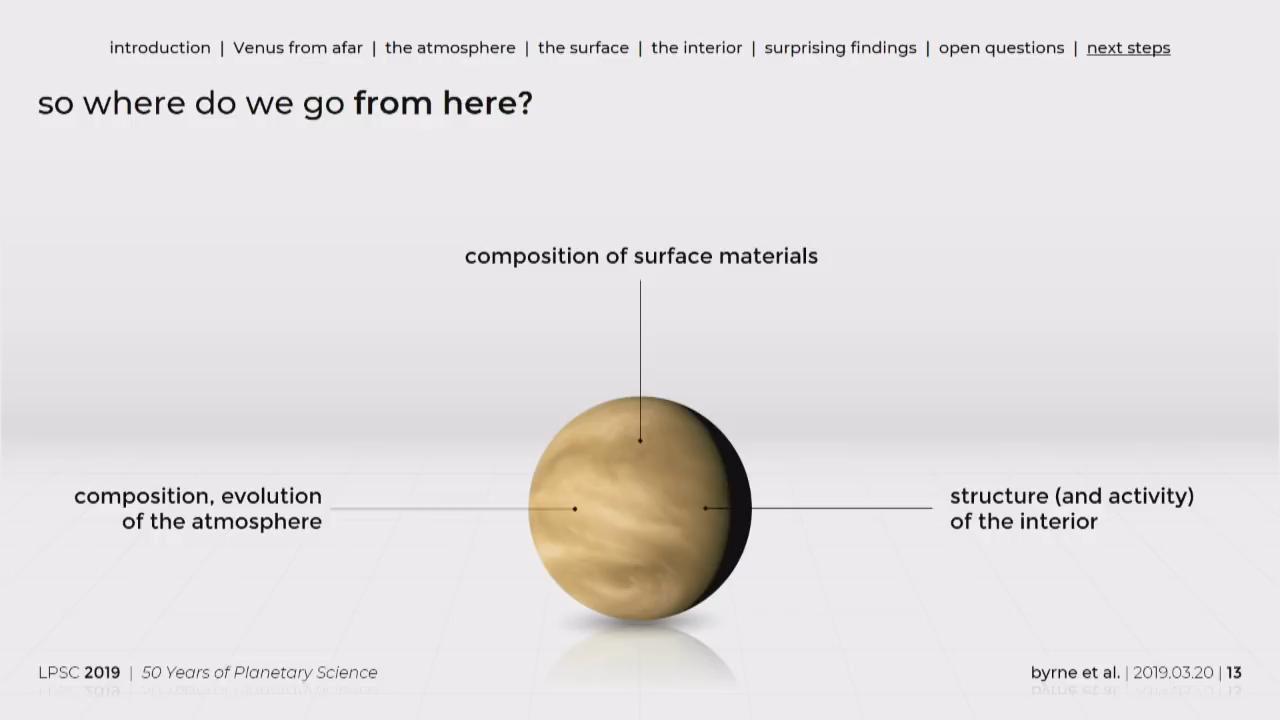 introduction | Venus from afar | the atmosphere | the surface | the interior | surprising findings | open questions | next steps
so where do we go from here?
composition of surface materials
composition, evolution
of the atmosphere
structure (and activity)
of the interior
LPSC 2019 | 50 Years of Planetary Science
byrne et al. | 2019.03.20 | 13